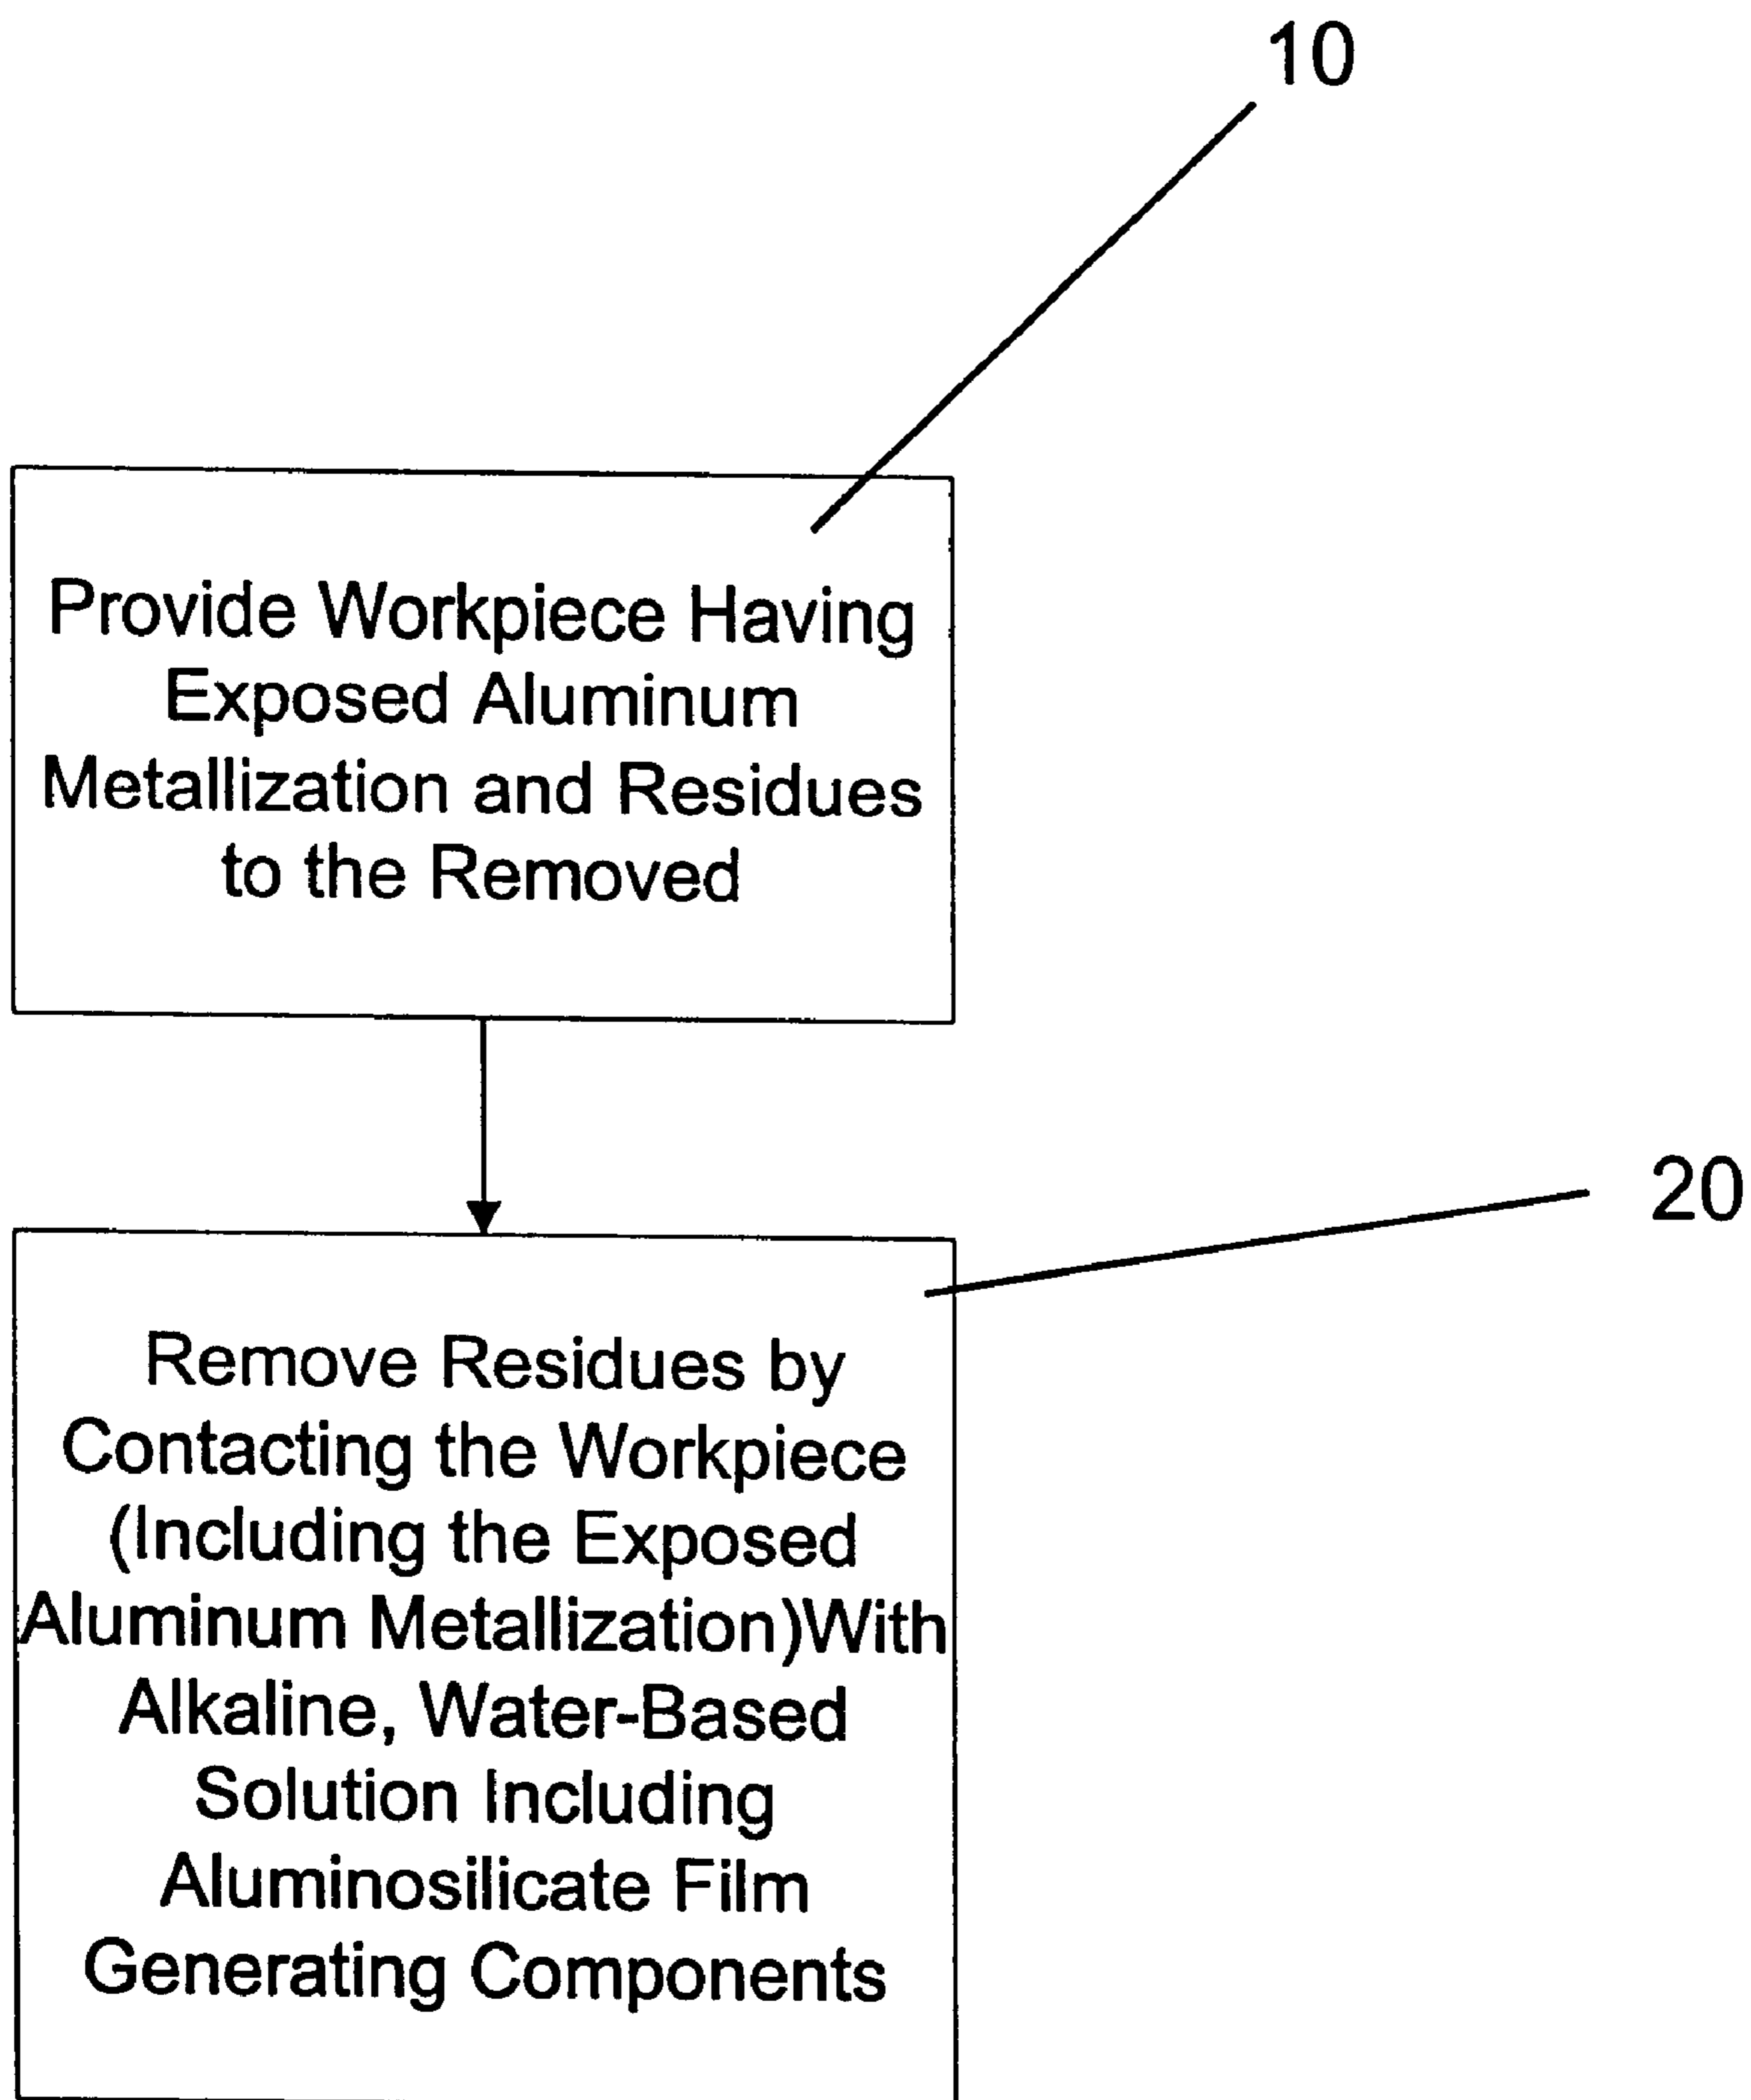 10
Provide Workpiece Having
Exposed Aluminum
Metallization and Residues
to the Removed
20
Remove Residues by
Contacting the Workpiece
(Including the Exposed
Aluminum Metallization)With
Alkaline, Water-Based
Solution Including
Aluminosilicate Film
Generating Components